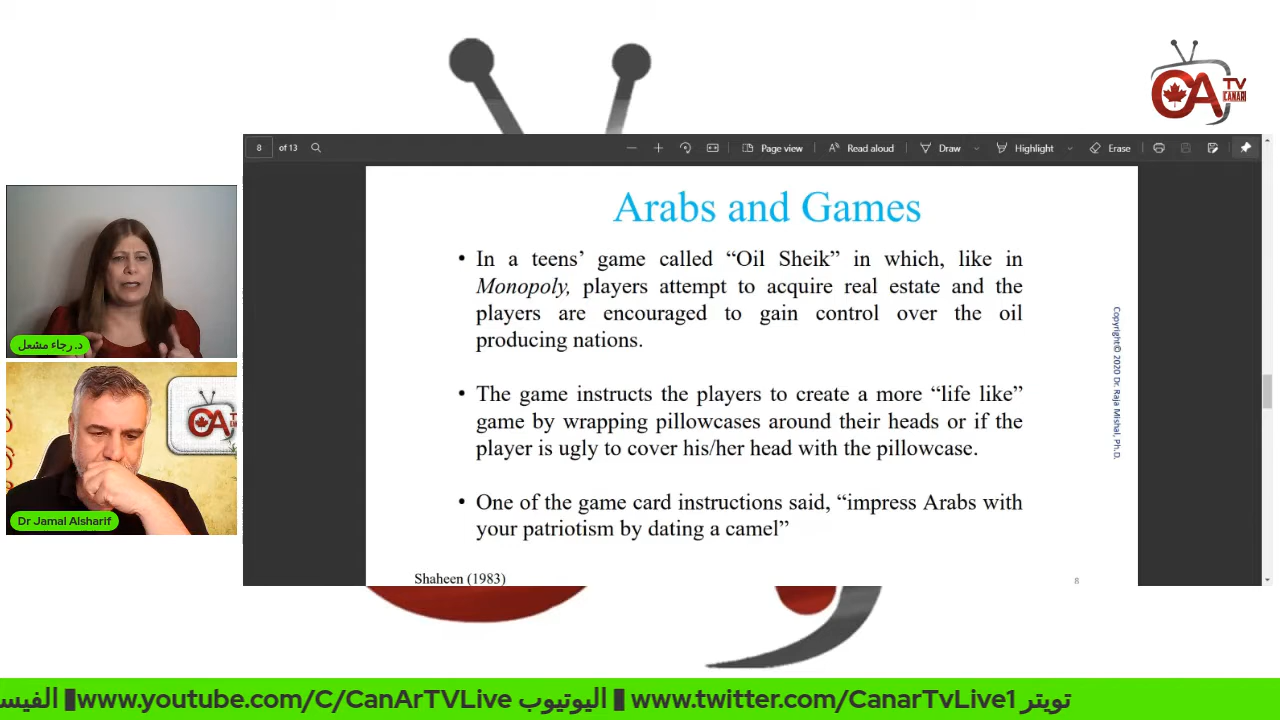 CA TV
CANAR
8 of 13
Page view
Read aloud
Draw
Highlight
Erase
Arabs and Games
• In a teens’ game called “Oil Sheik” in which, like in
Monopoly, players attempt to acquire real estate and the
players are encouraged to gain control over the oil
producing nations.
• The game instructs the players to create a more “life like”
game by wrapping pillowcases around their heads or if the
player is ugly to cover his/her head with the pillowcase.
• One of the game card instructions said, “impress Arabs with
your patriotism by dating a camel”
Shaheen (1983)
8
Copyright© 2020 Dr. Raja Mishal, Ph.D.
د. رجاء مشعل
CA
Dr Jamal Alsharif
تويتر www.twitter.com/CanarTvLive1 اليوتيوب www.youtube.com/C/CanArTVLive